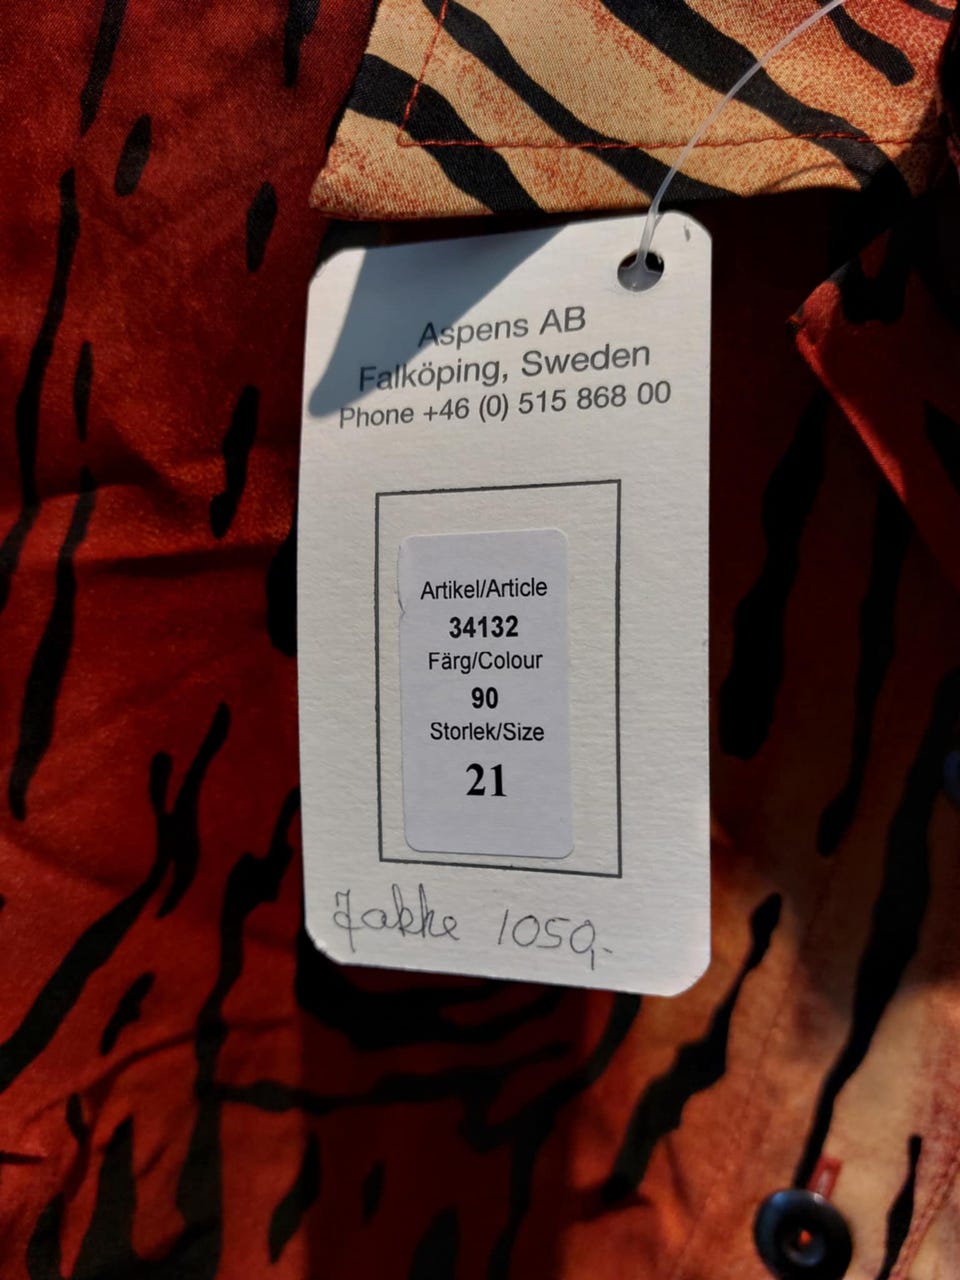 Aspens AB
Falköping, Sweden
Phone +46 (0) 515 868 00
Artikel/Article
34132
Färg/Colour
90
Storlek/Size
21
Jakke 1050,-